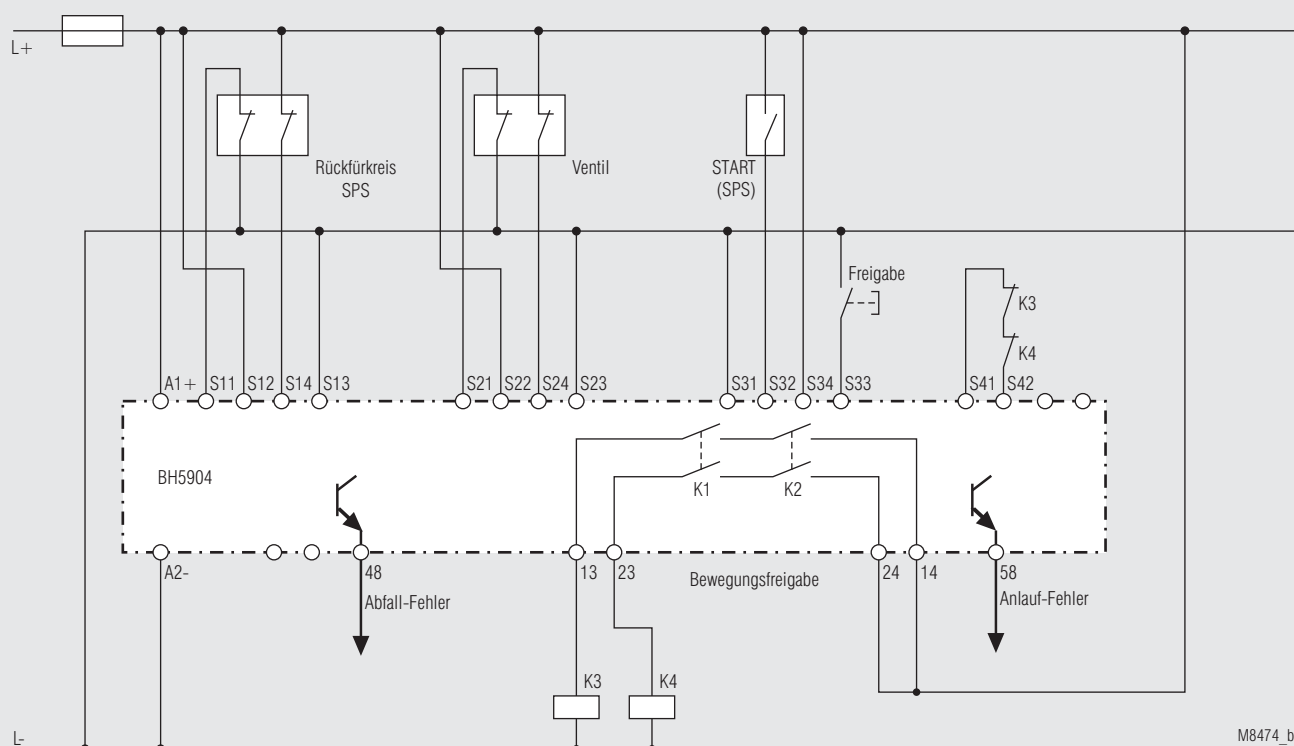 L+
Rückfürkreis
SPS
Ventil
START
(SPS)
Freigabe
K3
K4
A1+ S11 S12 S14 S13 S21 S22 S24 S23 S31 S32 S34 S33 S41 S42
BH5904
K1 K2
A2- 48 13 23 Bewegungsfreigabe 24 14 58
Abfall-Fehler Anlauf-Fehler
K3 K4
L- M8474_b